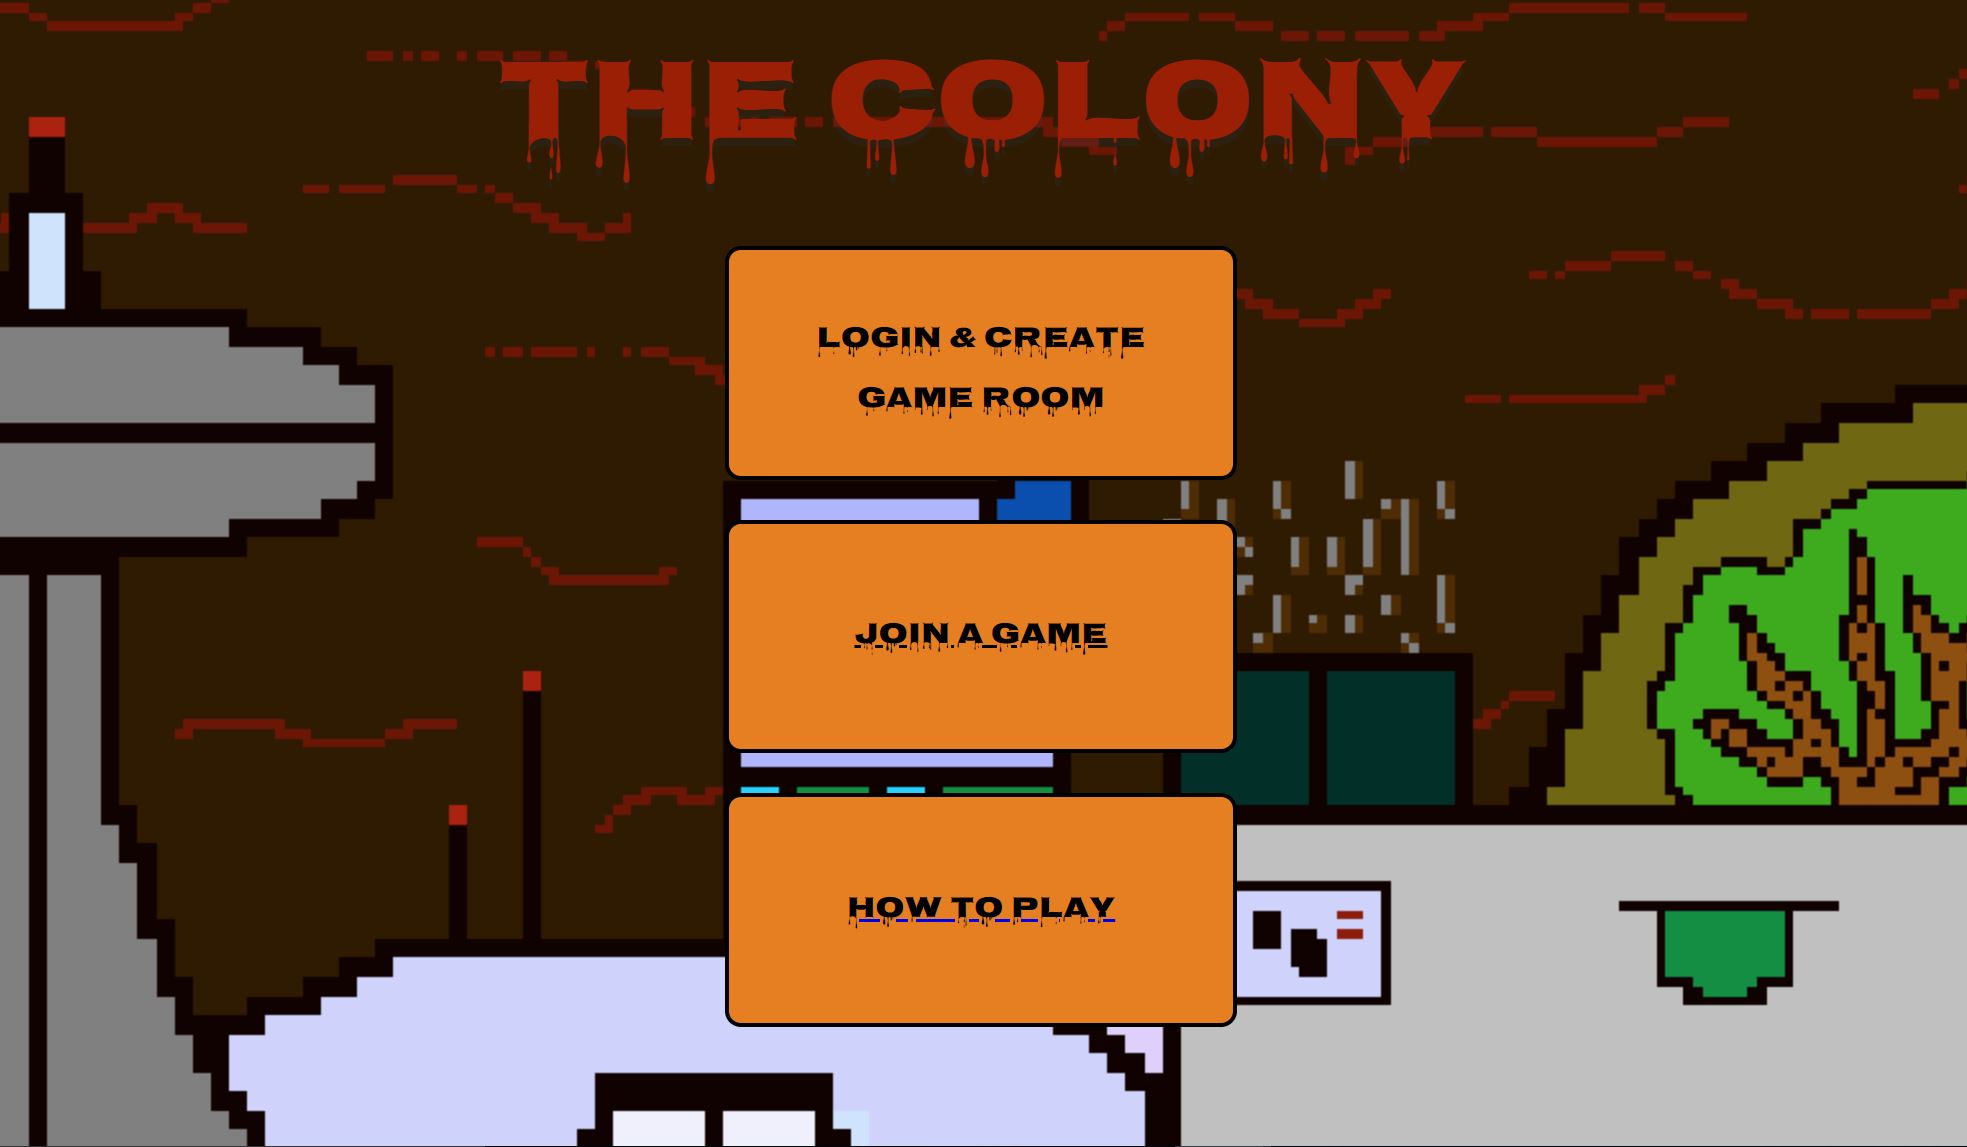 THE COLONY
LOGIN & CREATE
GAME ROOM
JOIN A GAME
HOW TO PLAY